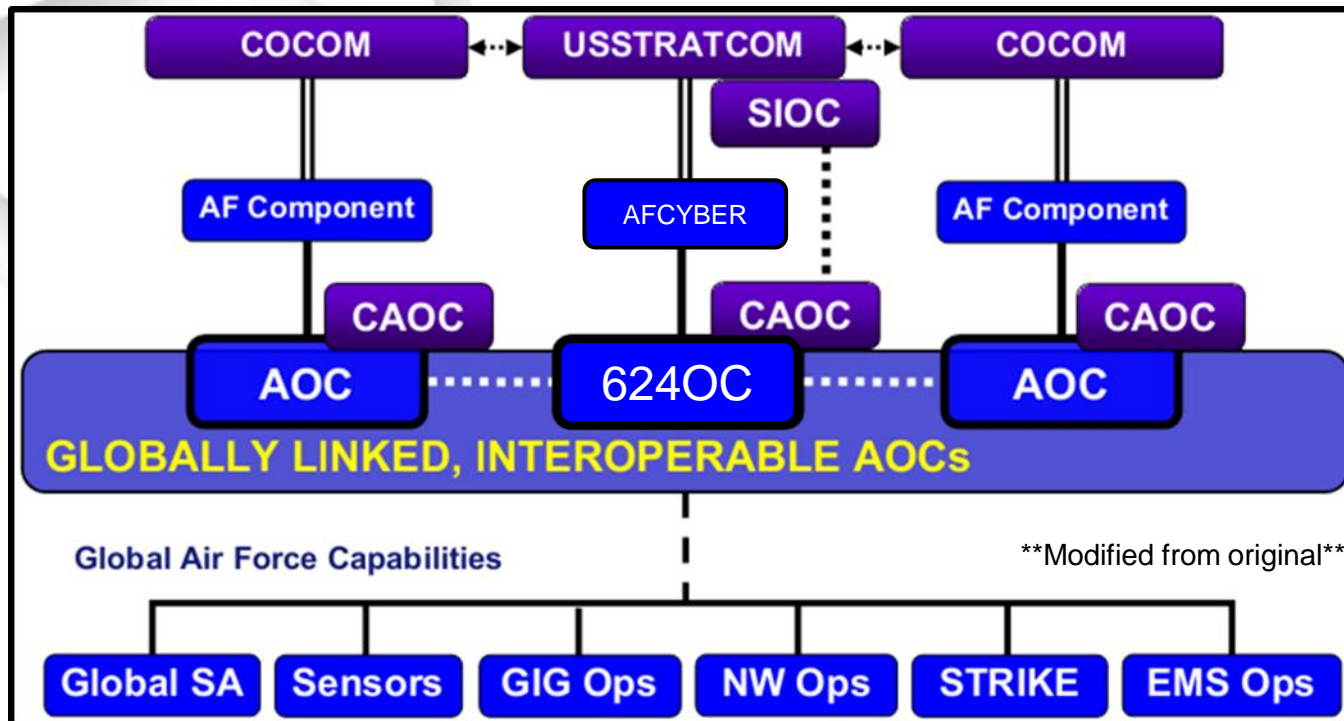 COCOM
USSTRATCOM
COCOM
SIOC
AF Component
AFCYBER
AF Component
CAOC
CAOC
CAOC
AOC
624OC
AOC
GLOBALLY LINKED, INTEROPERABLE AOCs
Global Air Force Capabilities
**Modified from original**
Global SA
Sensors
GIG Ops
NW Ops
STRIKE
EMS Ops